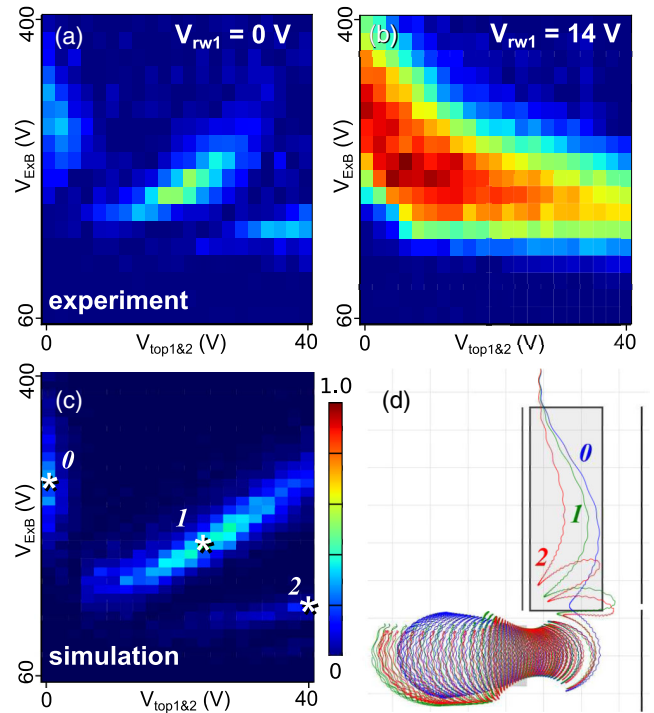 (a) V_rw1 = 0 V
400
V_ExB (V)
60
experiment
0 V_top1&2 (V) 40
(b) V_rw1 = 14 V
400
V_ExB (V)
60
0 V_top1&2 (V) 40
(c)
400
V_ExB (V)
60
0
1
2
simulation
0 V_top1&2 (V) 40
1.0
0
(d)
0
1
2